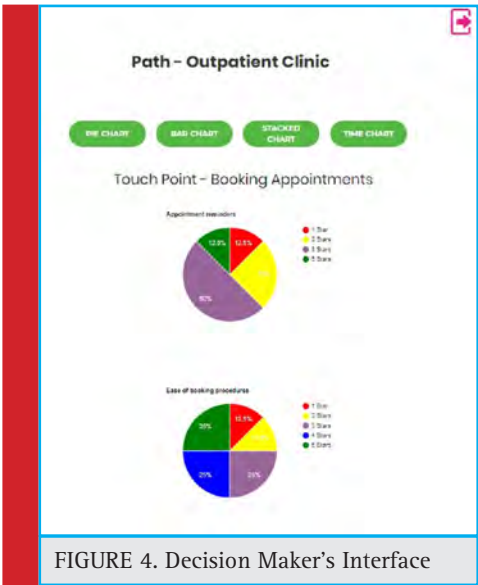 Path - Outpatient Clinic
PIE CHART
BAR CHART
STACKED
CHART
TIME CHART
Touch Point - Booking Appointments
Appointment reminders
1 Star
2 Stars
3 Stars
5 Stars
12.5%
12.5%
50%
Ease of booking procedures
1 Star
2 Stars
3 Stars
4 Stars
5 Stars
25%
12.5%
25%
25%
FIGURE 4. Decision Maker's Interface